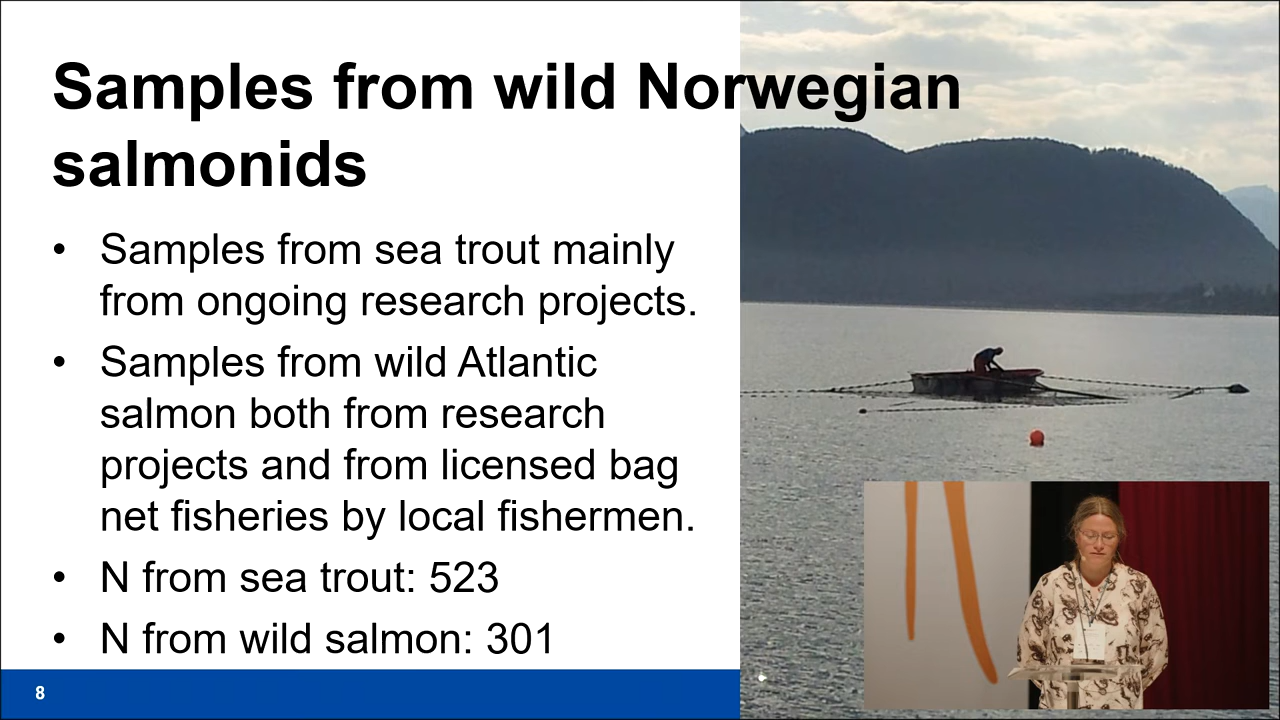 Samples from wild Norwegian
salmonids
• Samples from sea trout mainly
from ongoing research projects.
• Samples from wild Atlantic
salmon both from research
projects and from licensed bag
net fisheries by local fishermen.
• N from sea trout: 523
• N from wild salmon: 301
8